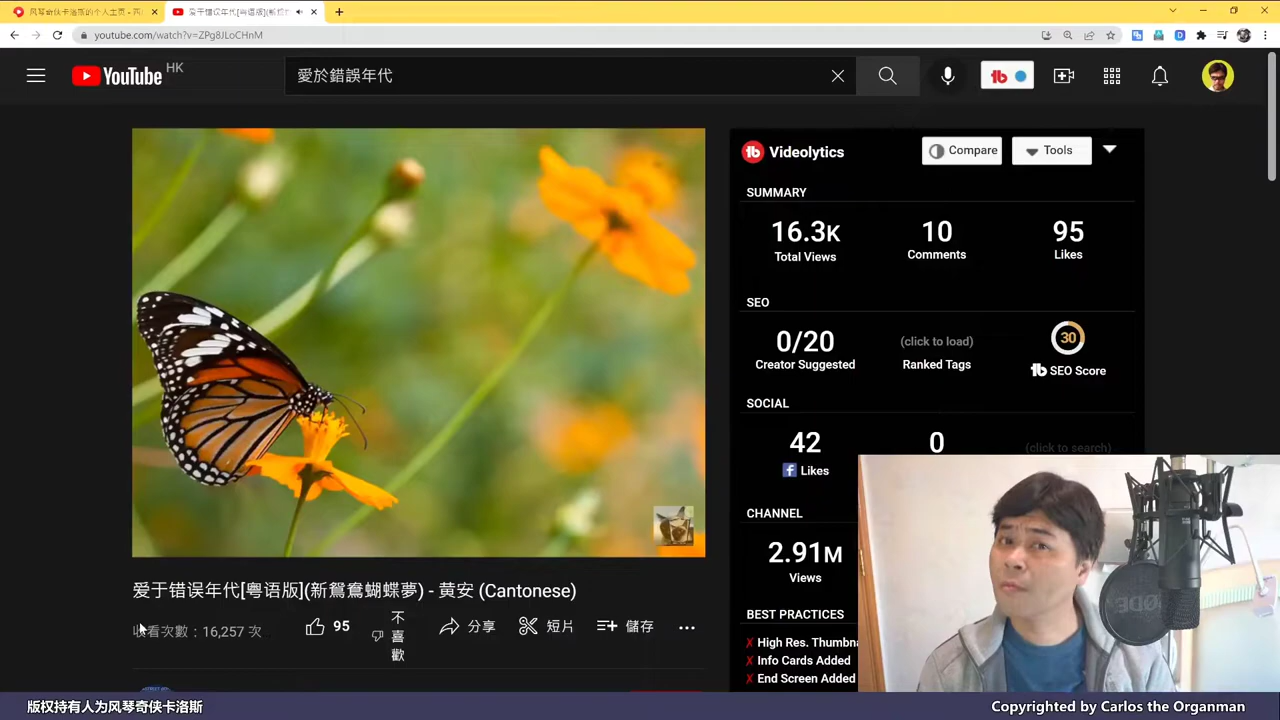 风琴奇侠卡洛斯的个人主页 - 西
爱于错误年代[粤语版](新鴛
youtube.com/watch?v=ZPg8JLoCHnM
YouTube HK
愛於錯誤年代
Videolytics
Compare
Tools
SUMMARY
16.3K
10
95
Total Views
Comments
Likes
SEO
0/20
(click to load)
30
Creator Suggested
Ranked Tags
SEO Score
SOCIAL
42
0
(click to search)
Likes
CHANNEL
2.91M
Views
BEST PRACTICES
High Res. Thumbna
Info Cards Added
End Screen Added
爱于错误年代[粤语版](新鴛鴦蝴蝶夢) - 黄安 (Cantonese)
收看次數：16,257 次
95
不喜歡
分享
短片
儲存
RØDE
版权持有人为风琴奇侠卡洛斯
Copyrighted by Carlos the Organman